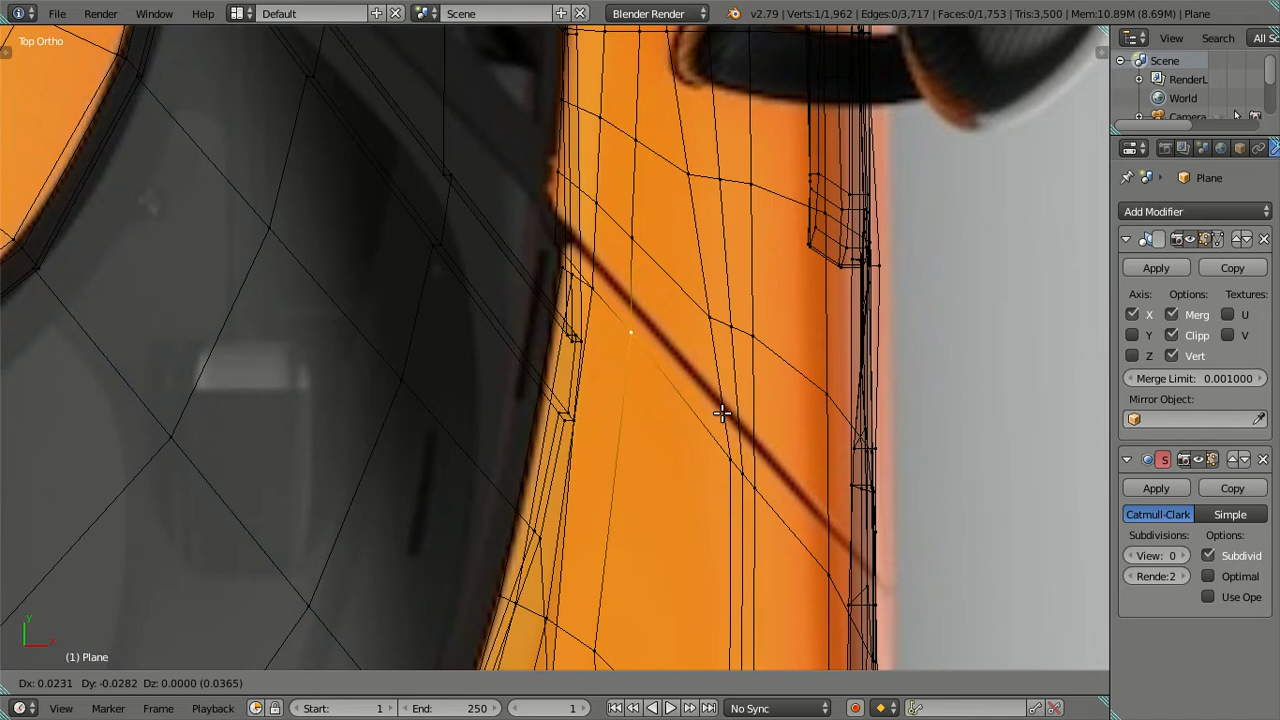 File Render Window Help Default Scene Blender Render v2.79 | Verts:1/1,962 | Edges:0/3,717 | Faces:0/1,753 | Tris:3,500 | Mem:10.89M (8.69M) | Plane
Top Ortho
View Search All Sc
Scene
RenderL
World
Camera
Plane
Add Modifier
Apply Copy
Axis: Options: Textures:
X Merg U
Y Clipp V
Z Vert
Merge Limit: 0.001000
Mirror Object:
S
Apply Copy
Catmull-Clark Simple
Subdivisions: Options:
View: 0 Subdivid
Rende:2 Optimal
Use Ope
y
x
(1) Plane
Dx: 0.0231 Dy: -0.0282 Dz: 0.0000 (0.0365)
View Marker Frame Playback Start: 1 End: 250 1 No Sync